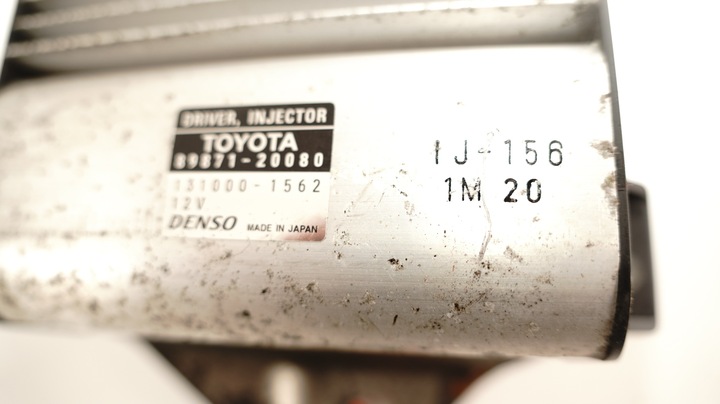 DRIVER, INJECTOR
TOYOTA
89871-20080
131000-1562
12V
DENSO MADE IN JAPAN
IJ-156
1M 20